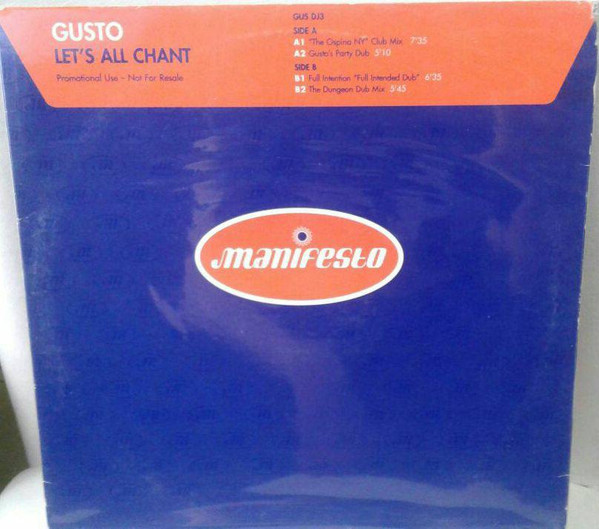 GUSTO
LET'S ALL CHANT
Promotional Use - Not For Resale
GUS DJ3
SIDE A
A1 "The Ospina NY" Club Mix 7'35
A2 Gusto's Party Dub 5'10
SIDE B
B1 Full Intention "Full Intended Dub" 6'35
B2 The Dungeon Dub Mix 5'45
manifesto